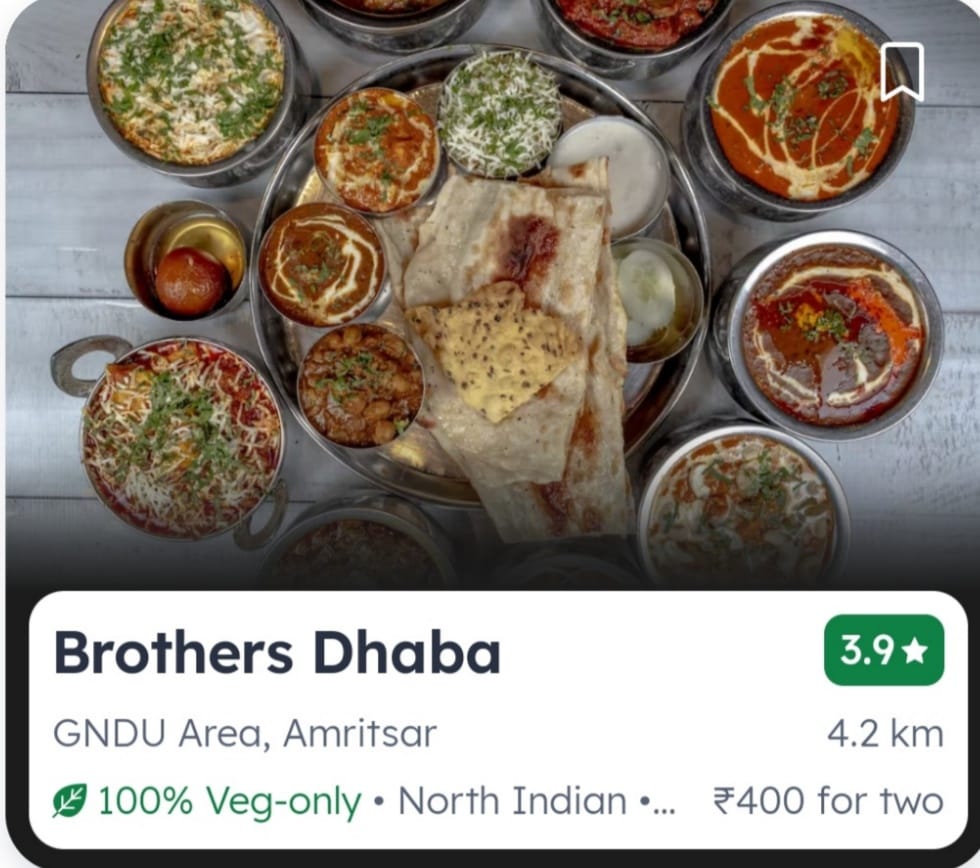 Brothers Dhaba
3.9★
GNDU Area, Amritsar
4.2 km
100% Veg-only • North Indian •...
₹400 for two